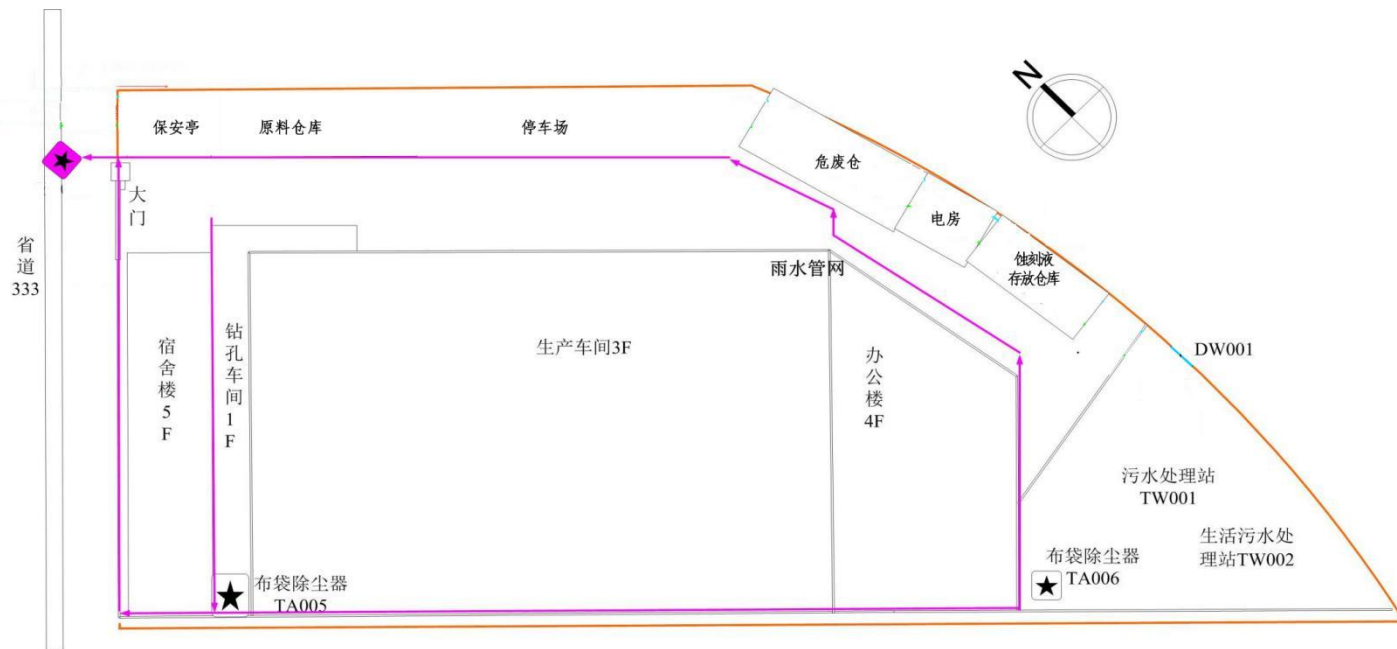 N
保安亭
原料仓库
停车场
危废仓
电房
蚀刻液
存放仓库
大门
省道
333
雨水管网
DW001
宿舍楼5F
钻孔车间1F
生产车间3F
办公楼
4F
污水处理站
TW001
生活污水处
理站TW002
布袋除尘器
TA005
布袋除尘器
TA006